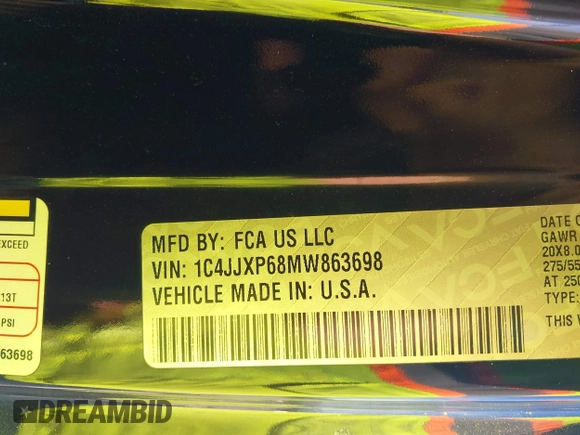 MFD BY: FCA US LLC
VIN: 1C4JJXP68MW863698
VEHICLE MADE IN: U.S.A.
EXCEED
13T
PSI
63698
DATE O
GAWR
20X8.0
275/55
AT 250
TYPE:
THIS V
DREAMBID